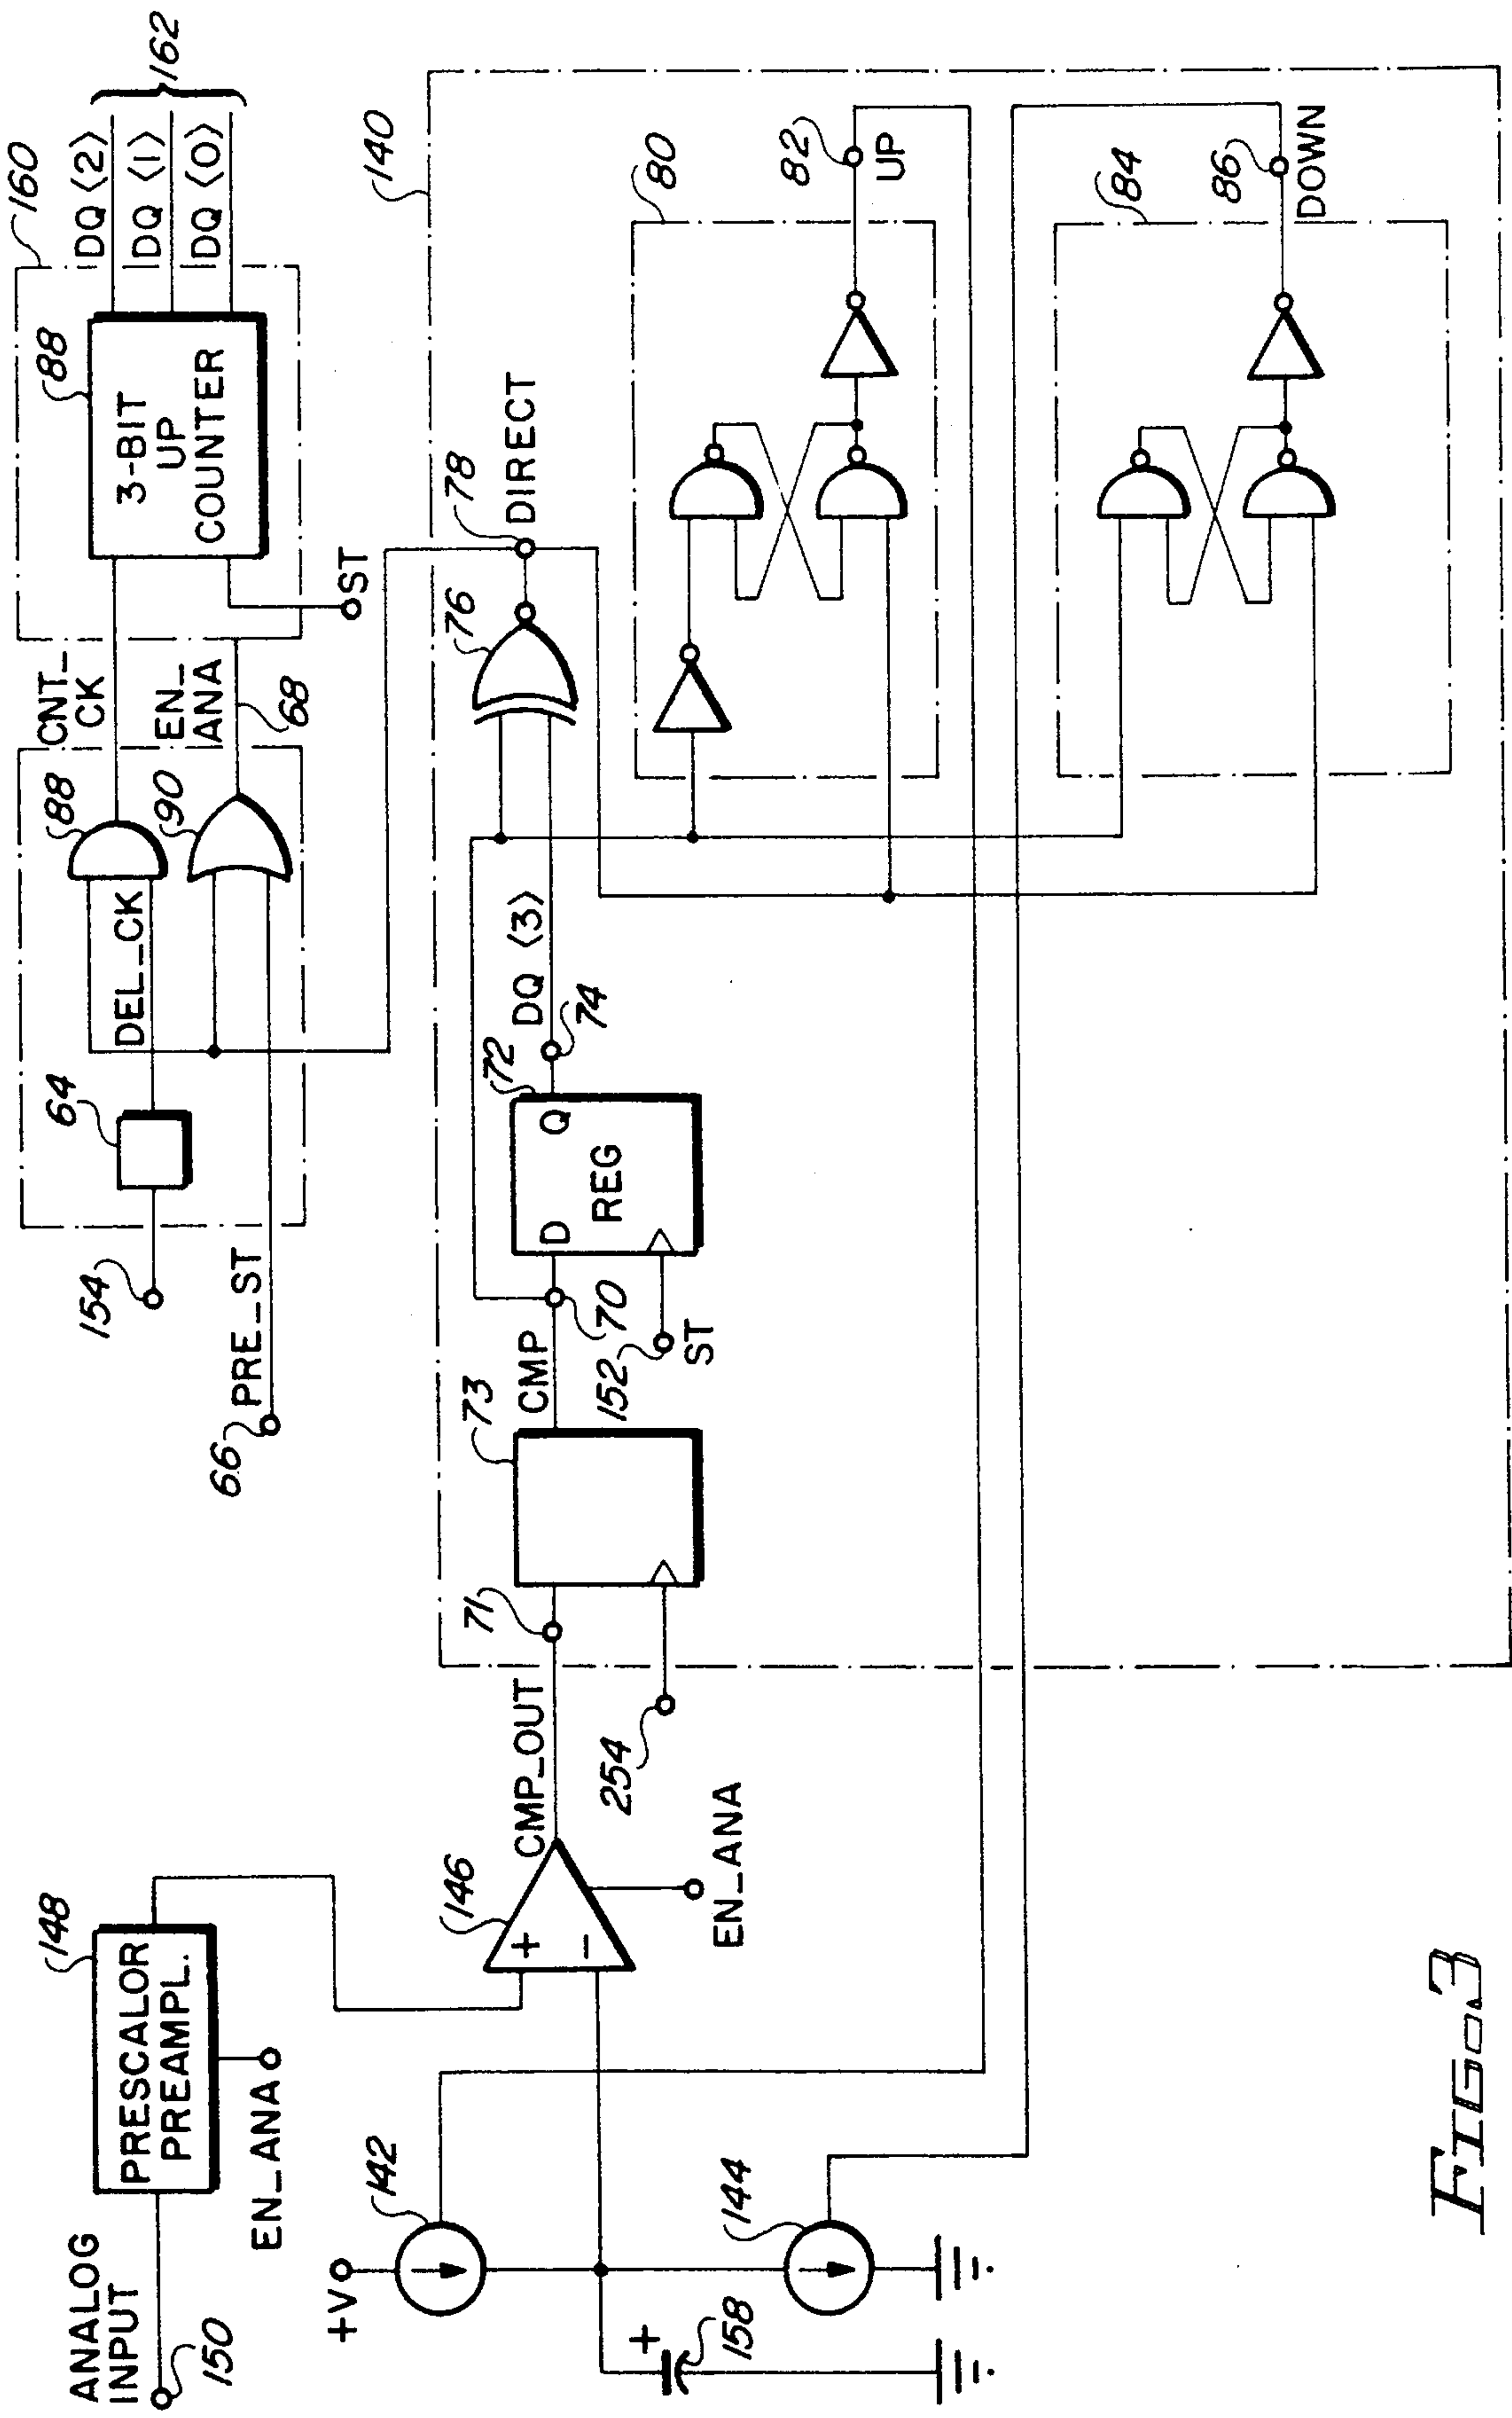 ANALOG
INPUT
150
148
PRESCALOR
PREAMPL.
EN_ANA
+V
142
144
+
158
146
+
−
CMP_OUT
EN_ANA
254
71
73
CMP
70
152
ST
D
Q
REG
72
74
DQ ⟨3⟩
76
78
DIRECT
140
80
82
UP
84
86
DOWN
154
66
PRE_ST
64
DEL_CK
88
90
CNT_
CK
EN_
ANA
68
ST
88
3-BIT
UP
COUNTER
160
DQ ⟨2⟩
DQ ⟨1⟩
DQ ⟨0⟩
162
FIG. 3